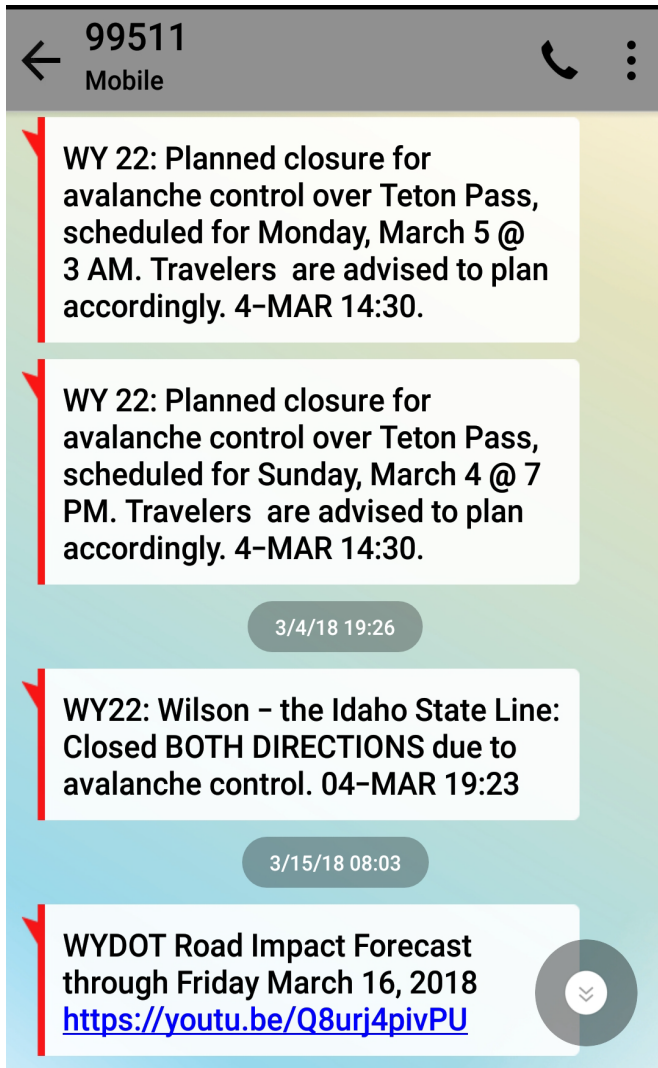 99511
Mobile
WY 22: Planned closure for
avalanche control over Teton Pass,
scheduled for Monday, March 5 @
3 AM. Travelers  are advised to plan
accordingly. 4-MAR 14:30.
WY 22: Planned closure for
avalanche control over Teton Pass,
scheduled for Sunday, March 4 @ 7
PM. Travelers  are advised to plan
accordingly. 4-MAR 14:30.
3/4/18 19:26
WY22: Wilson - the Idaho State Line:
Closed BOTH DIRECTIONS due to
avalanche control. 04-MAR 19:23
3/15/18 08:03
WYDOT Road Impact Forecast
through Friday March 16, 2018
https://youtu.be/Q8urj4pivPU